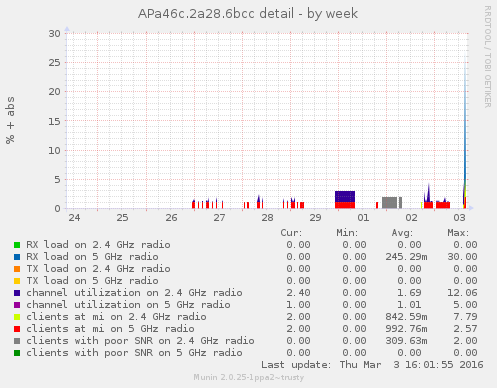 APa46c.2a28.6bcc detail - by week
RRDTOOL / TOBI OETIKER
% + abs
30
25
20
15
10
5
0
24 25 26 27 28 29 01 02 03
Cur: Min: Avg: Max:
RX load on 2.4 GHz radio 0.00 0.00 0.00 0.00
RX load on 5 GHz radio 0.00 0.00 245.29m 30.00
TX load on 2.4 GHz radio 0.00 0.00 0.00 0.00
TX load on 5 GHz radio 0.00 0.00 0.00 0.00
channel utilization on 2.4 GHz radio 2.40 0.00 1.69 12.06
channel utilization on 5 GHz radio 1.00 0.00 1.01 5.00
clients at mi on 2.4 GHz radio 2.00 0.00 842.59m 7.79
clients at mi on 5 GHz radio 2.00 0.00 992.76m 2.57
clients with poor SNR on 2.4 GHz radio 0.00 0.00 309.63m 2.00
clients with poor SNR on 5 GHz radio 0.00 0.00 0.00 0.00
Last update: Thu Mar 3 16:01:55 2016
Munin 2.0.25-1ppa2~trusty